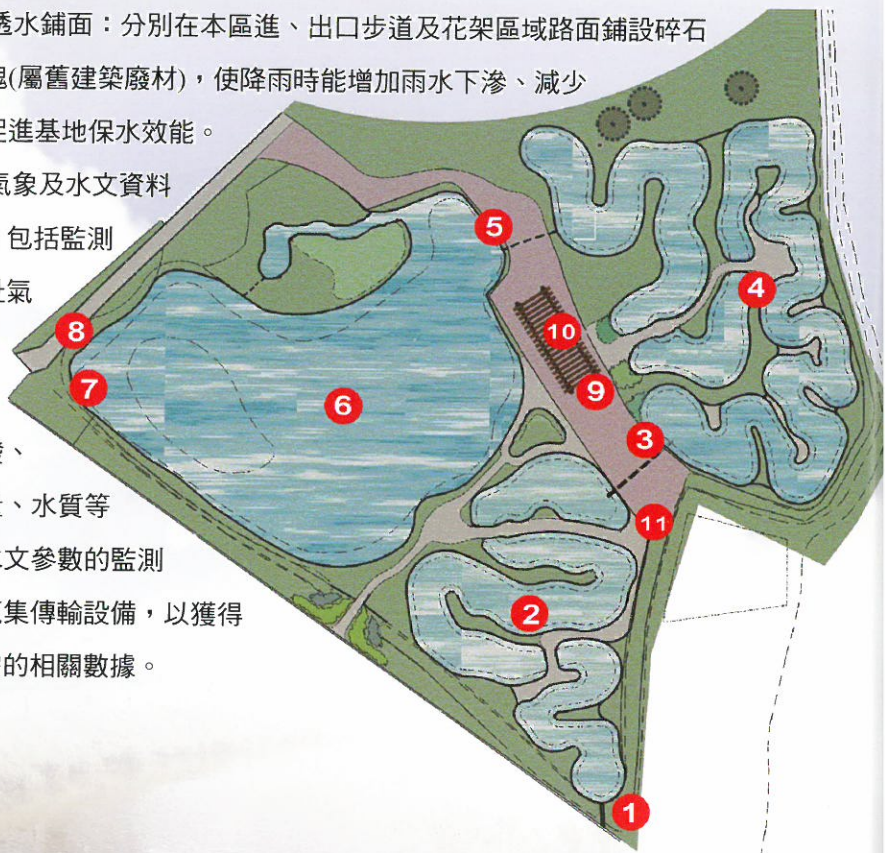 透水鋪面：分別在本區進、出口步道及花架區域路面鋪設碎石
塊(屬舊建築廢材)，使降雨時能增加雨水下滲、減少
促進基地保水效能。
氣象及水文資料
包括監測
氣
、
、水質等
水文參數的監測
蒐集傳輸設備，以獲得
的相關數據。
5
4
10
8
7
6
9
3
11
2
1